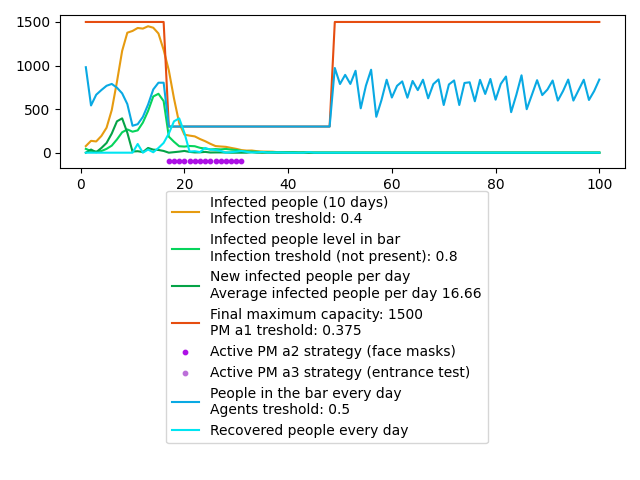 1500
1000
500
0
0 20 40 60 80 100
Infected people (10 days)
Infection treshold: 0.4
Infected people level in bar
Infection treshold (not present): 0.8
New infected people per day
Average infected people per day 16.66
Final maximum capacity: 1500
PM a1 treshold: 0.375
Active PM a2 strategy (face masks)
Active PM a3 strategy (entrance test)
People in the bar every day
Agents treshold: 0.5
Recovered people every day